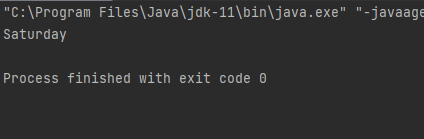 "C:\Program Files\Java\jdk-11\bin\java.exe" "-javaage
Saturday
Process finished with exit code 0